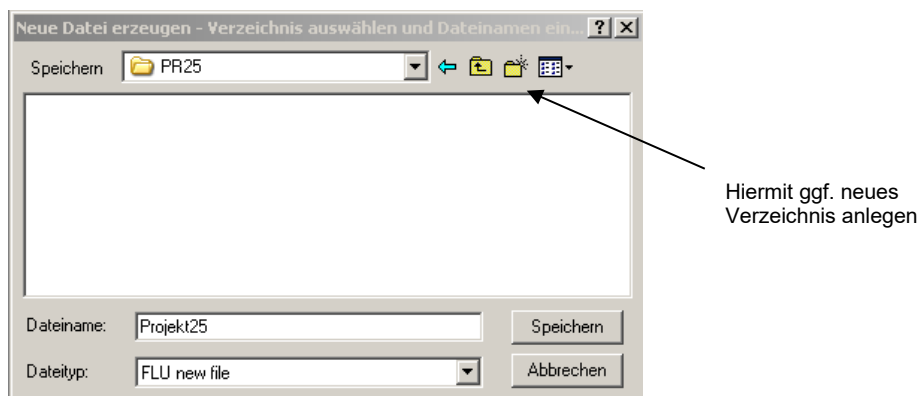 Neue Datei erzeugen - Verzeichnis auswählen und Dateinamen ein...
Speichern PR25
Hiermit ggf. neues
Verzeichnis anlegen
Dateiname: Projekt25 Speichern
Dateityp: FLU new file Abbrechen